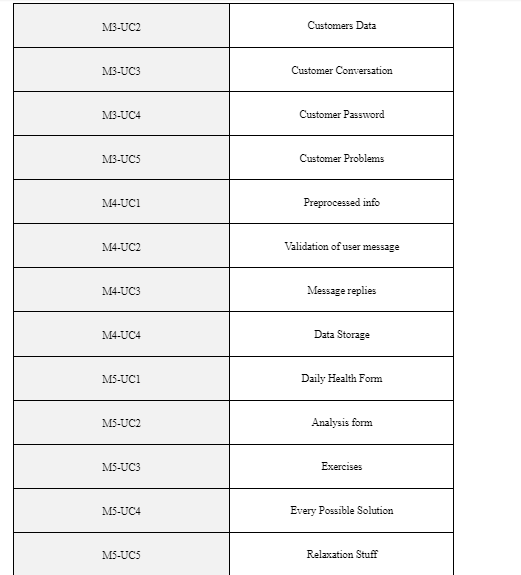 M3-UC2 Customers Data
M3-UC3 Customer Conversation
M3-UC4 Customer Password
M3-UC5 Customer Problems
M4-UC1 Preprocessed info
M4-UC2 Validation of user message
M4-UC3 Message replies
M4-UC4 Data Storage
M5-UC1 Daily Health Form
M5-UC2 Analysis form
M5-UC3 Exercises
M5-UC4 Every Possible Solution
M5-UC5 Relaxation Stuff